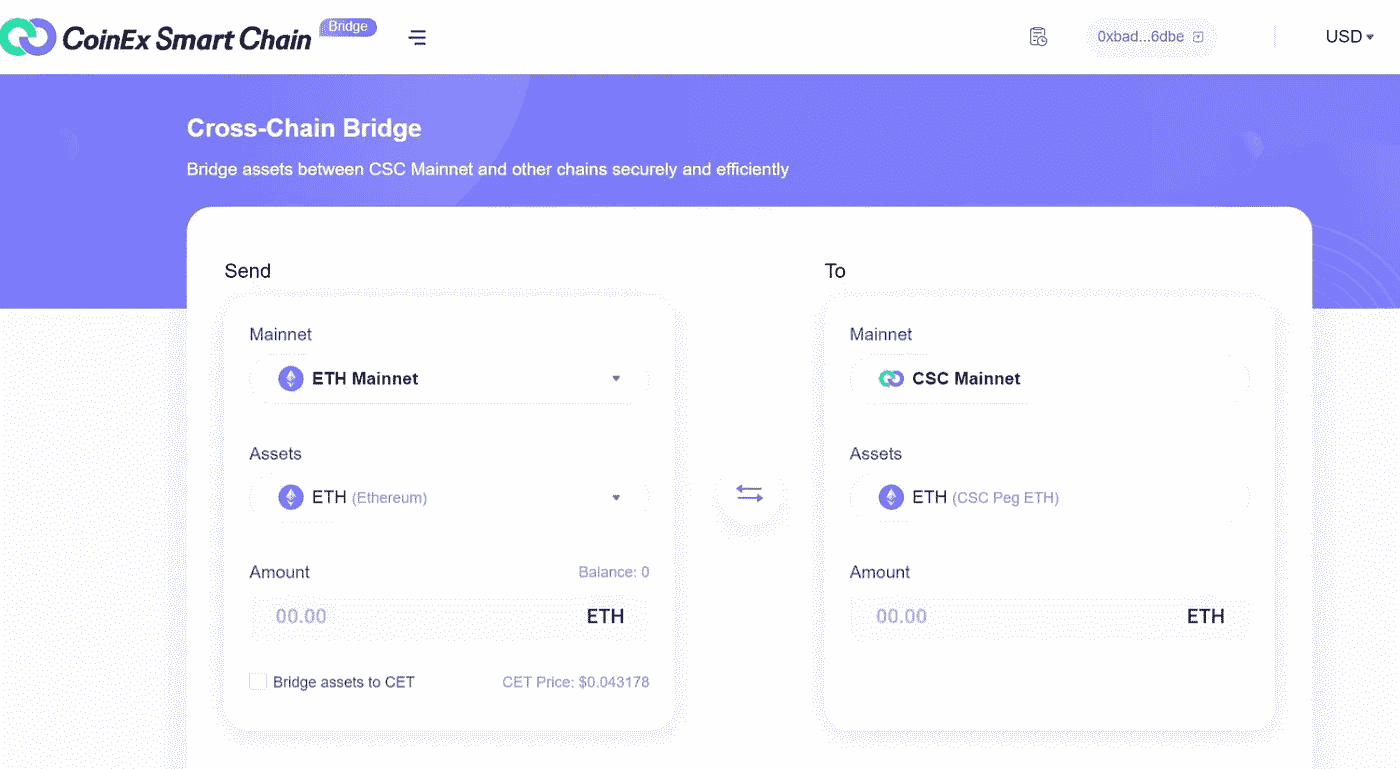 CoinEx Smart Chain Bridge 0xbad...6dbe USD
Cross-Chain Bridge
Bridge assets between CSC Mainnet and other chains securely and efficiently
Send
Mainnet
ETH Mainnet
Assets
ETH (Ethereum)
Amount Balance: 0
00.00 ETH
Bridge assets to CET CET Price: $0.043178
To
Mainnet
CSC Mainnet
Assets
ETH (CSC Peg ETH)
Amount
00.00 ETH